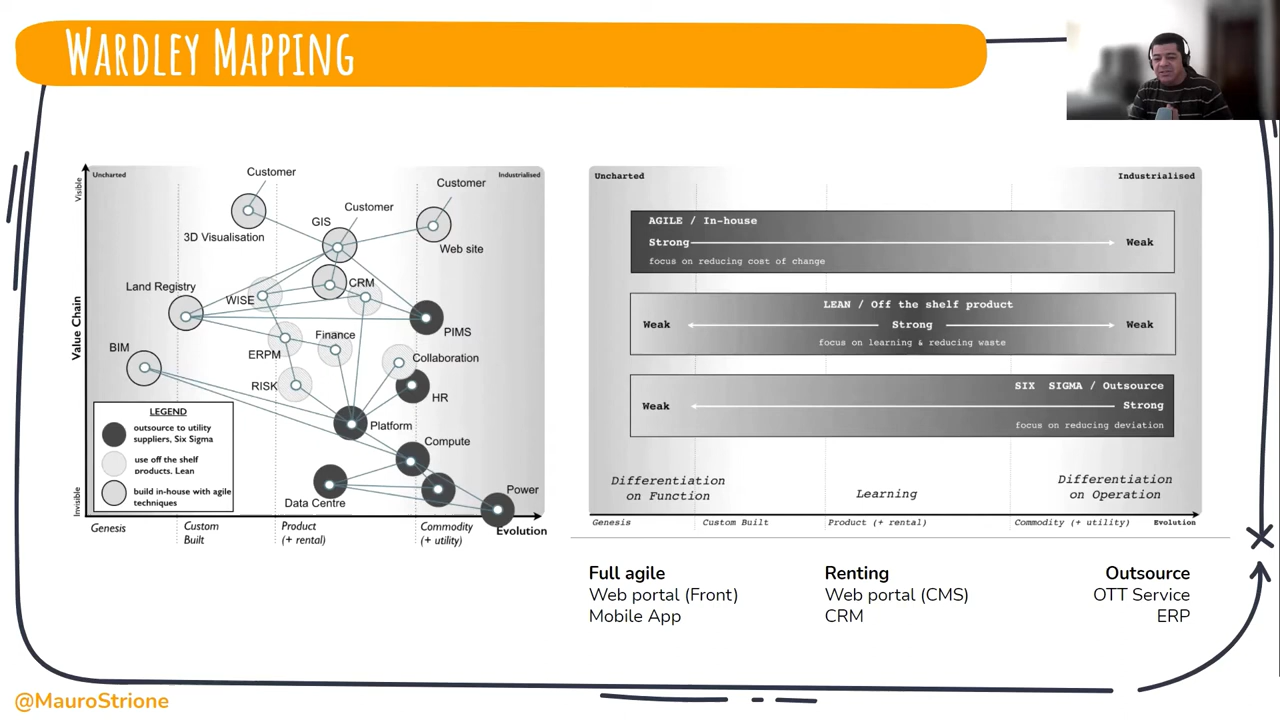 WARDLEY MAPPING
Uncharted
Industrialised
Visible
Value Chain
Invisible
Customer
Customer
Customer
GIS
3D Visualisation
Web site
Land Registry
WISE
CRM
PIMS
BIM
ERPM
Finance
Collaboration
RISK
HR
Platform
Compute
Data Centre
Power
LEGEND
outsource to utility
suppliers, Six Sigma
use off the shelf
products, Lean
build in-house with agile
techniques
Genesis
Custom
Built
Product
(+ rental)
Commodity
(+ utility)
Evolution
Uncharted
Industrialised
AGILE / In-house
Strong
Weak
focus on reducing cost of change
LEAN / Off the shelf product
Weak
Strong
Weak
focus on learning & reducing waste
SIX SIGMA / Outsource
Weak
Strong
focus on reducing deviation
Differentiation
on Function
Learning
Differentiation
on Operation
Genesis
Custom Built
Product (+ rental)
Commodity (+ utility)
Evolution
Full agile
Web portal (Front)
Mobile App
Renting
Web portal (CMS)
CRM
Outsource
OTT Service
ERP
@MauroStrione